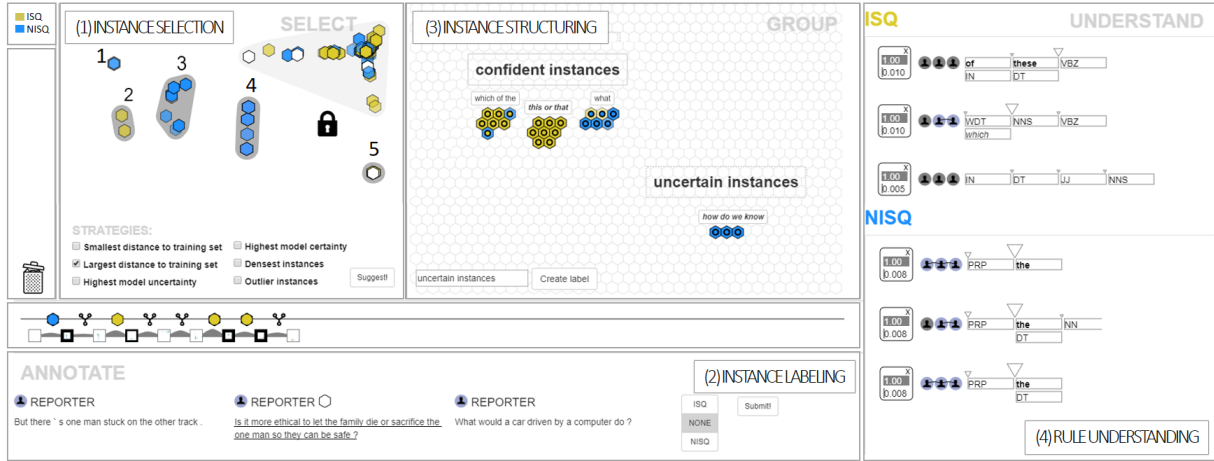 ISQ
NISQ
(1) INSTANCE SELECTION
SELECT
1
2
3
4
5
STRATEGIES:
Smallest distance to training set
Largest distance to training set
Highest model uncertainty
Highest model certainty
Densest instances
Outlier instances
Suggest!
(3) INSTANCE STRUCTURING
GROUP
confident instances
which of the
this or that
what
uncertain instances
how do we know
uncertain instances
Create label
ANNOTATE
(2) INSTANCE LABELING
REPORTER
But there ` s one man stuck on the other track .
REPORTER
Is it more ethical to let the family die or sacrifice the
one man so they can be safe ?
REPORTER
What would a car driven by a computer do ?
ISQ
NONE
NISQ
Submit!
ISQ
UNDERSTAND
X
1.00
0.010
of these VBZ
IN DT
X
1.00
0.010
WDT NNS VBZ
which
X
1.00
0.005
IN DT JJ NNS
NISQ
X
1.00
0.008
PRP the
X
1.00
0.008
PRP the NN
DT
X
1.00
0.008
PRP the
DT
(4) RULE UNDERSTANDING